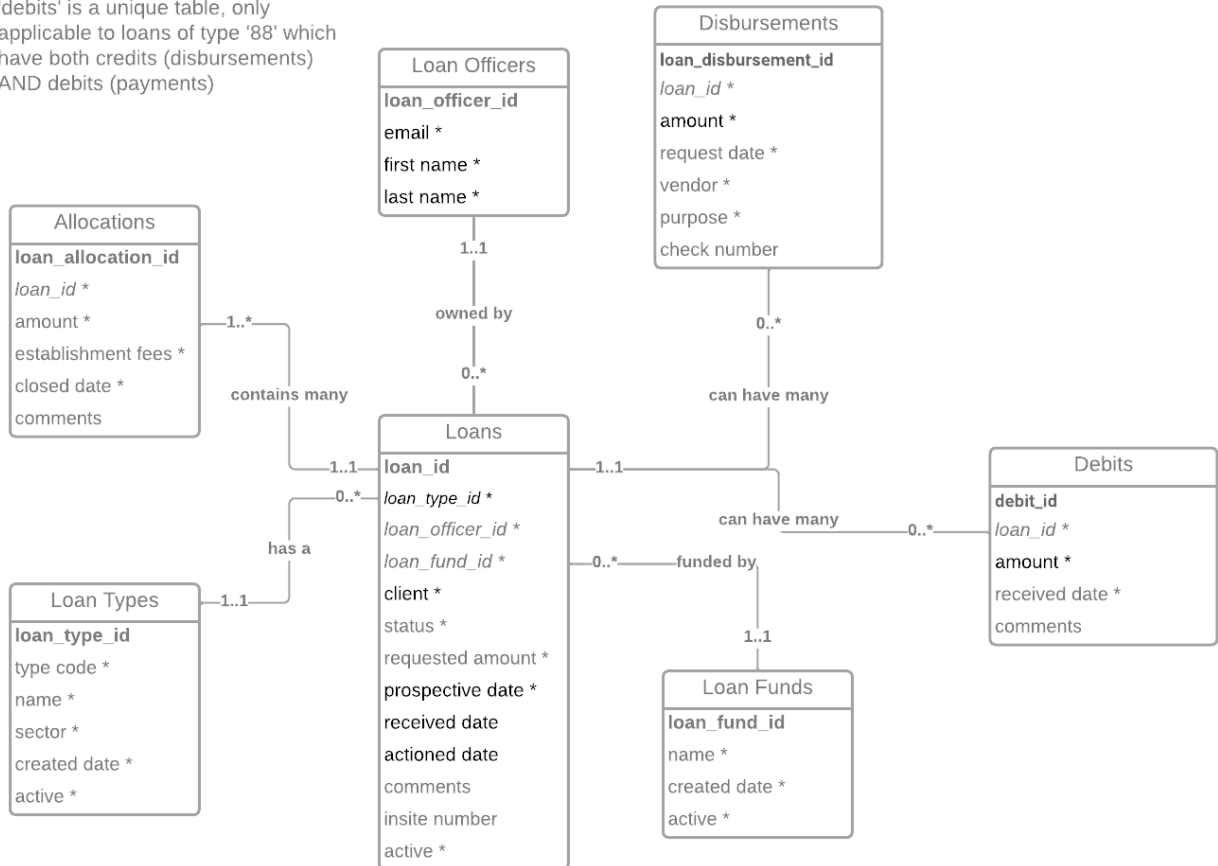 'debits' is a unique table, only
applicable to loans of type '88' which
have both credits (disbursements)
AND debits (payments)
Loan Officers
loan_officer_id
email *
first name *
last name *
Disbursements
loan_disbursement_id
loan_id *
amount *
request date *
vendor *
purpose *
check number
Allocations
loan_allocation_id
loan_id *
amount *
establishment fees *
closed date *
comments
1..1
owned by
0..*
1..*
contains many
1..1
0..*
can have many
1..1
can have many
0..*
Loans
loan_id
loan_type_id *
loan_officer_id *
loan_fund_id *
client *
status *
requested amount *
prospective date *
received date
actioned date
comments
insite number
active *
Debits
debit_id
loan_id *
amount *
received date *
comments
0..*
has a
1..1
0..*
funded by
1..1
Loan Types
loan_type_id
type code *
name *
sector *
created date *
active *
Loan Funds
loan_fund_id
name *
created date *
active *